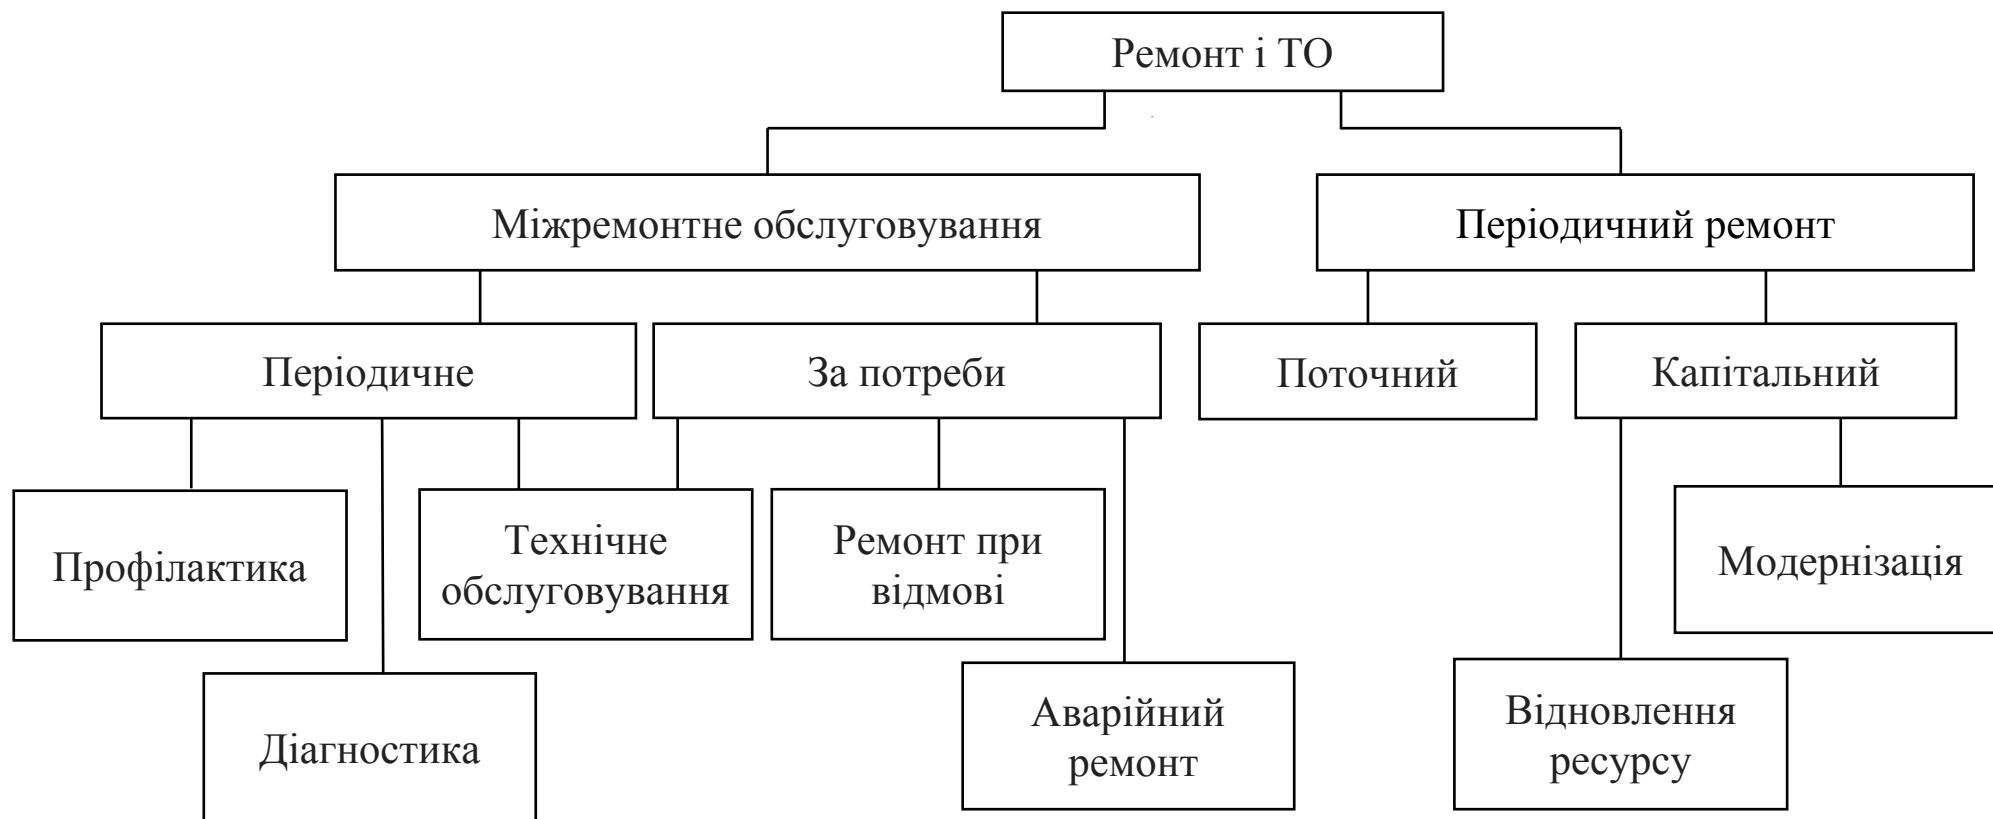 Ремонт і ТО
Міжремонтне обслуговування
Періодичний ремонт
Періодичне
За потреби
Поточний
Капітальний
Профілактика
Технічне
обслуговування
Ремонт при
відмові
Модернізація
Діагностика
Аварійний
ремонт
Відновлення
ресурсу